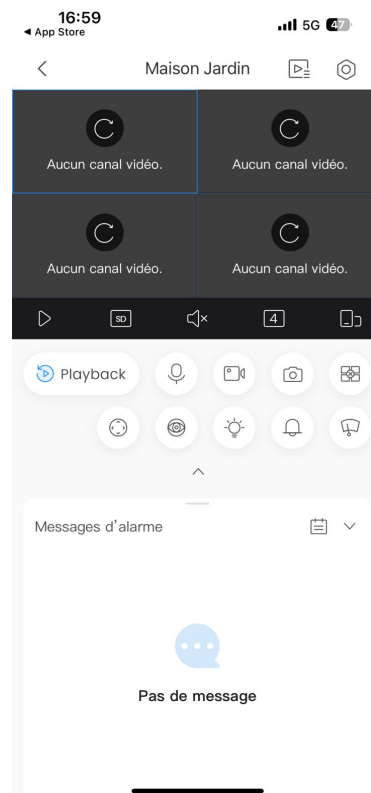 16:59
5G 47
◀ App Store
Maison Jardin
Aucun canal vidéo.
Aucun canal vidéo.
Aucun canal vidéo.
Aucun canal vidéo.
SD
4
Playback
Messages d'alarme
Pas de message